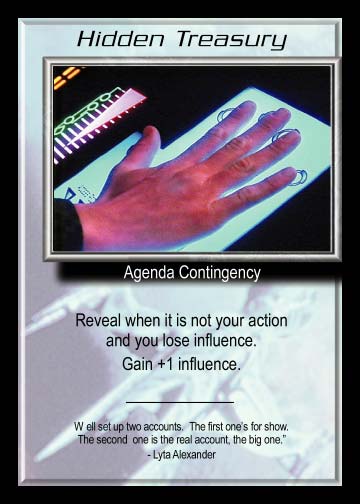 Hidden Treasury
Agenda Contingency
Reveal when it is not your action
and you lose influence.
Gain +1 influence.
W ell set up two accounts. The first one's for show.
The second one is the real account, the big one."
- Lyta Alexander